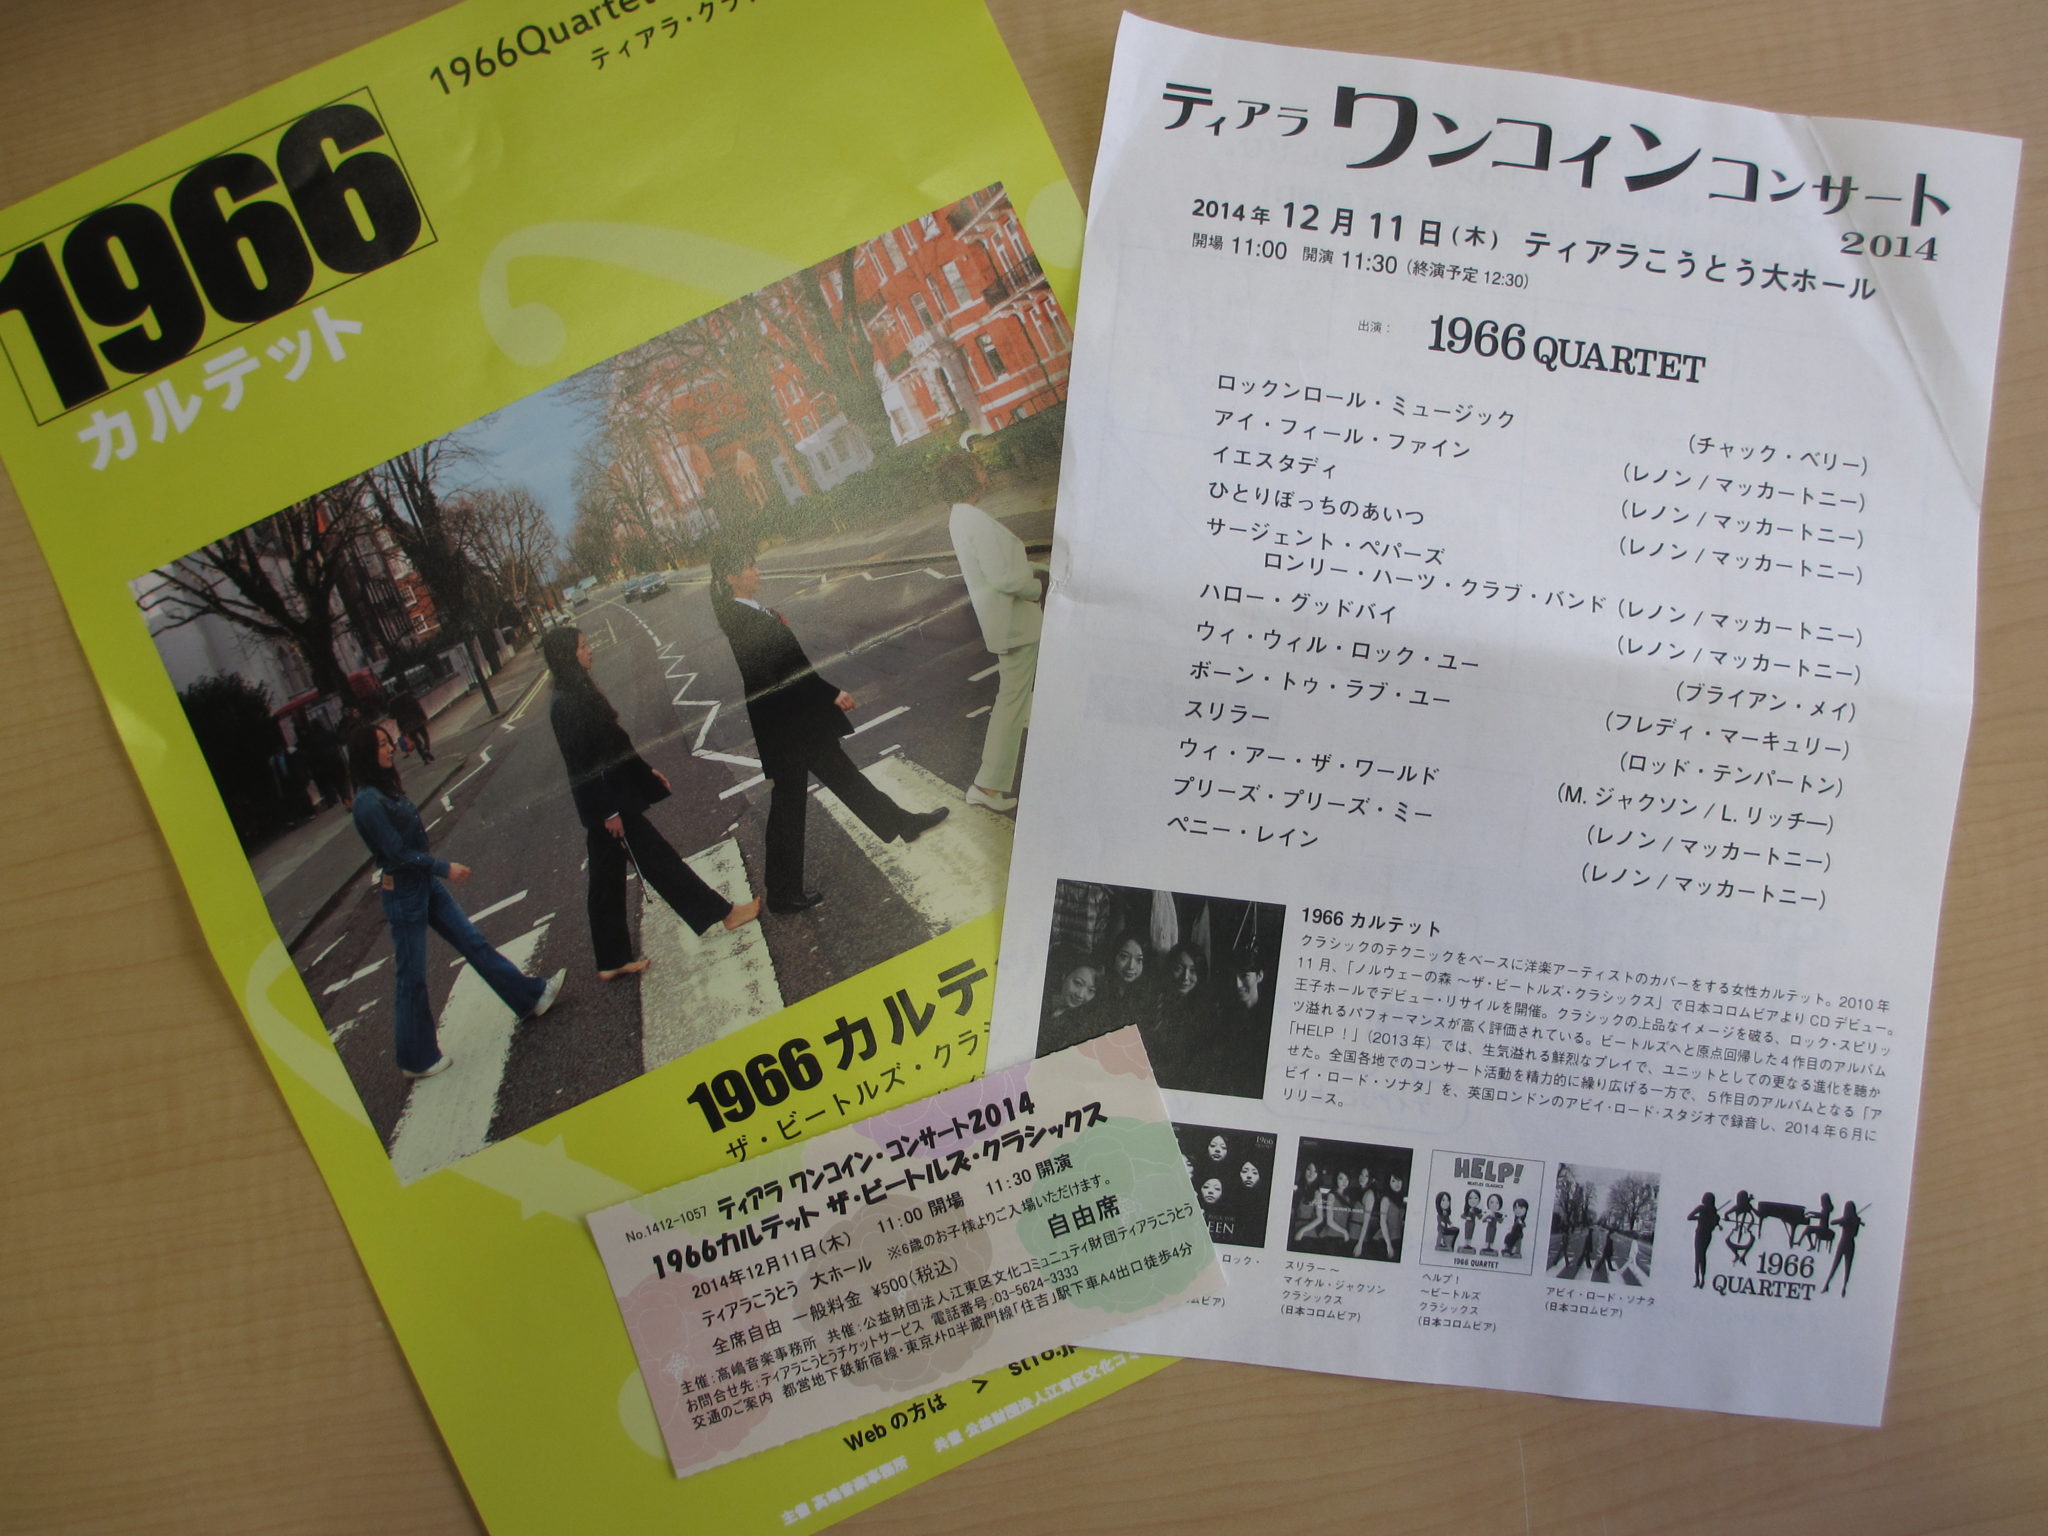 1966Quartet
ティアラ・クラ
1966
カルテット
1966 カルテ
ザ・ビートルズ・クラシ
Webの方は >
主催 高嶋音楽事務所 共催 公益財団法人江東区文化コミ
No.1412-1057 ティアラ ワンコイン・コンサート2014
1966カルテット ザ・ビートルズ・クラシックス
2014年12月11日(木) 11:00 開場 11:30 開演
ティアラこうとう 大ホール ※6歳のお子様よりご入場いただけます。
全席自由 一般料金 ¥500(税込) 自由席
主催:高嶋音楽事務所 共催:公益財団法人江東区文化コミュニティ財団ティアラこうとう
お問合せ先:ティアラこうとうチケットサービス 電話番号:03-5624-3333
交通のご案内 都営地下鉄新宿線・東京メトロ半蔵門線「住吉」駅下車A4出口徒歩4分
ティアラ ワンコイン コンサート
2014
2014年 12月11日(木) ティアラこうとう大ホール
開場 11:00 開演 11:30 (終演予定 12:30)
出演: 1966 QUARTET
ロックンロール・ミュージック (チャック・ベリー)
アイ・フィール・ファイン (レノン / マッカートニー)
イエスタディ (レノン / マッカートニー)
ひとりぼっちのあいつ (レノン / マッカートニー)
サージェント・ペパーズ
ロンリー・ハーツ・クラブ・バンド (レノン / マッカートニー)
ハロー・グッドバイ (レノン / マッカートニー)
ウィ・ウィル・ロック・ユー (ブライアン・メイ)
ボーン・トゥ・ラブ・ユー (フレディ・マーキュリー)
スリラー (ロッド・テンパートン)
ウィ・アー・ザ・ワールド (M. ジャクソン / L. リッチー)
プリーズ・プリーズ・ミー (レノン / マッカートニー)
ペニー・レイン (レノン / マッカートニー)
1966 カルテット
クラシックのテクニックをベースに洋楽アーティストのカバーをする女性カルテット。2010年
11月、「ノルウェーの森 ～ザ・ビートルズ・クラシックス」で日本コロムビアよりCDデビュー。
王子ホールでデビュー・リサイルを開催。クラシックの上品なイメージを破る、ロック・スピリッ
ツ溢れるパフォーマンスが高く評価されている。ビートルズへと原点回帰した4作目のアルバム
「HELP!」(2013年)では、生気溢れる鮮烈なプレイで、ユニットとしての更なる進化を聴か
せた。全国各地でのコンサート活動を精力的に繰り広げる一方で、5作目のアルバムとなる「ア
ビイ・ロード・ソナタ」を、英国ロンドンのアビイ・ロード・スタジオで録音し、2014年6月に
リリース。
1966
EEN
ロック・
ムビア)
スリラー ～
マイケル・ジャクソン
クラシックス
(日本コロムビア)
HELP!
BEATLES CLASSICS
1966 QUARTET
ヘルプ!
～ビートルズ
クラシックス
(日本コロムビア)
アビイ・ロード・ソナタ
(日本コロムビア)
1966
QUARTET